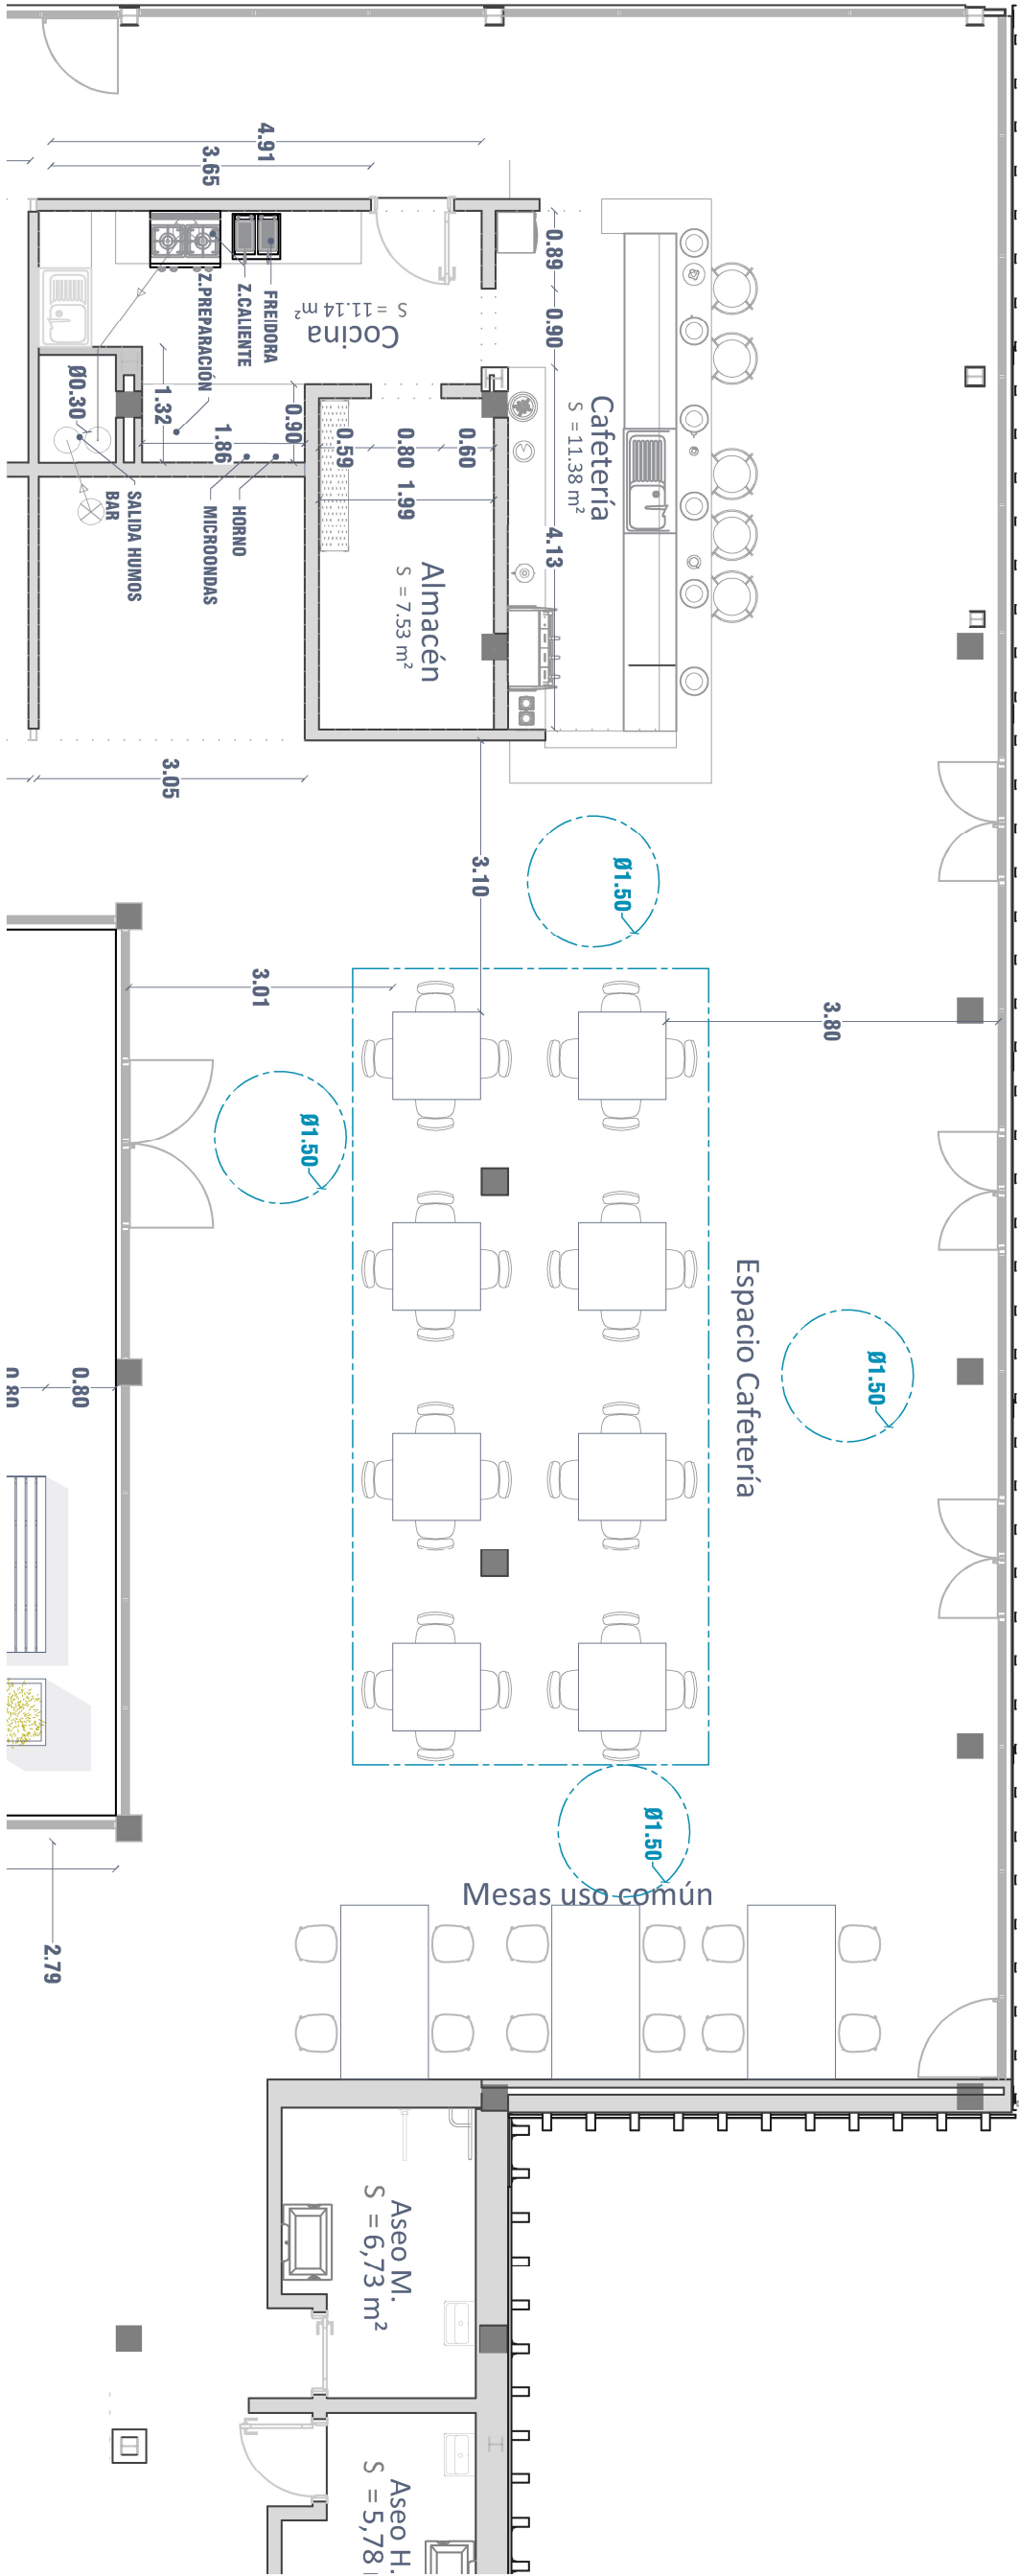 4.91
3.65
0.89
0.90
4.13
FREIDORA
Z.CALIENTE
Z.PREPARACIÓN
Cocina
S = 11.14 m²
Cafetería
S = 11.38 m²
Ø0.30
1.32
1.86
0.90
0.59
0.80
0.60
1.99
HORNO
MICROONDAS
SALIDA HUMOS
BAR
Almacén
S = 7.53 m²
3.05
3.10
Ø1.50
3.01
3.80
Ø1.50
Espacio Cafetería
Ø1.50
0.80
0.80
Ø1.50
Mesas uso común
2.79
Aseo M.
S = 6,73 m²
Aseo H.
S = 5,78